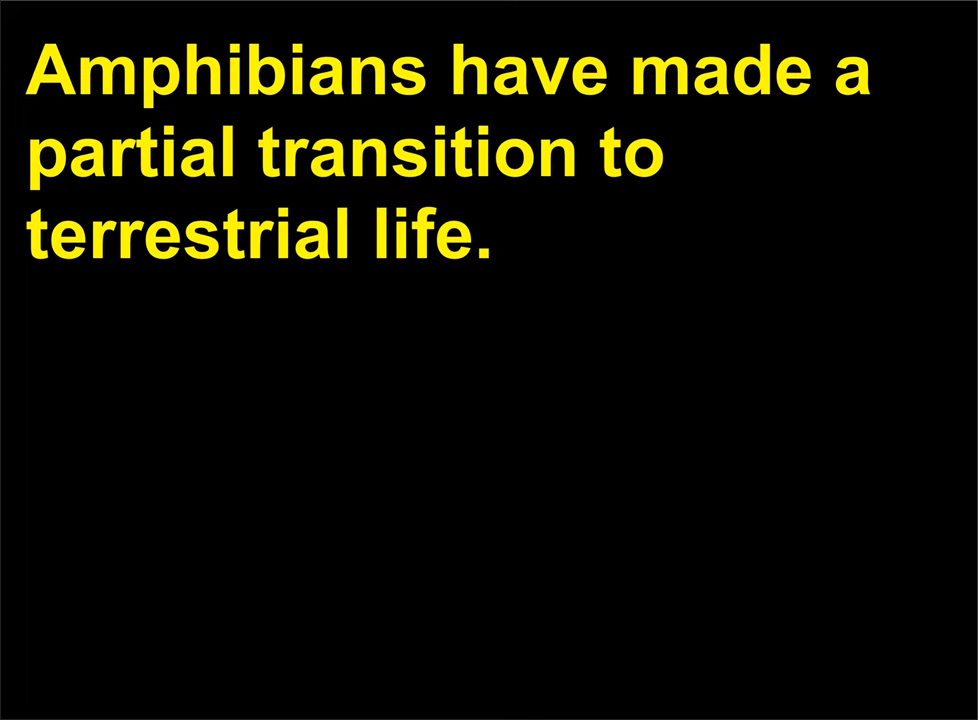 Amphibians have made a
partial transition to
terrestrial life.